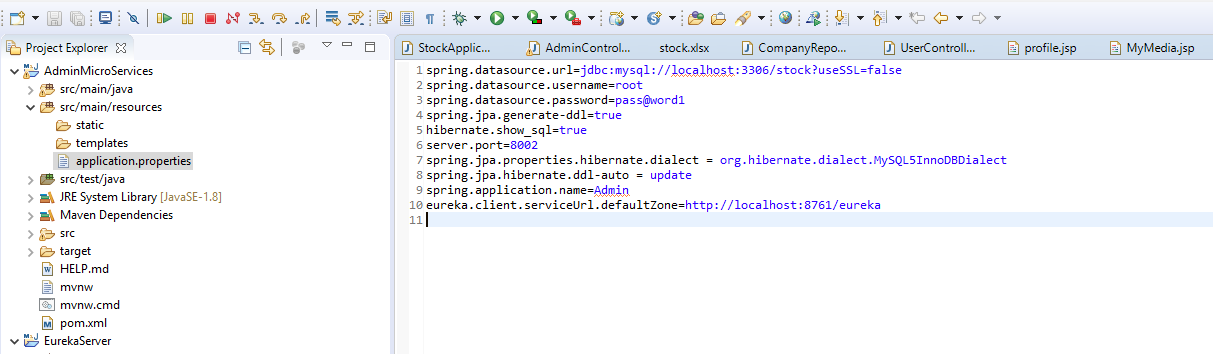 Project Explorer
AdminMicroServices
src/main/java
src/main/resources
static
templates
application.properties
src/test/java
JRE System Library [JavaSE-1.8]
Maven Dependencies
src
target
HELP.md
mvnw
mvnw.cmd
pom.xml
EurekaServer
StockApplic... AdminControl... stock.xlsx CompanyRepo... UserControll... profile.jsp MyMedia.jsp
1 spring.datasource.url=jdbc:mysql://localhost:3306/stock?useSSL=false
2 spring.datasource.username=root
3 spring.datasource.password=pass@word1
4 spring.jpa.generate-ddl=true
5 hibernate.show_sql=true
6 server.port=8002
7 spring.jpa.properties.hibernate.dialect = org.hibernate.dialect.MySQL5InnoDBDialect
8 spring.jpa.hibernate.ddl-auto = update
9 spring.application.name=Admin
10 eureka.client.serviceUrl.defaultZone=http://localhost:8761/eureka
11